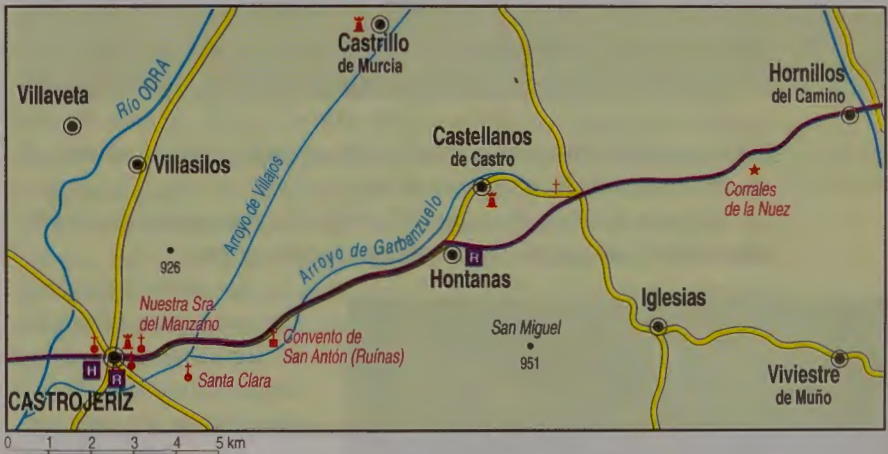 Castrillo
de Murcia
Hornillos
del Camino
Villaveta
Río ODRA
Castellanos
de Castro
Villasilos
Arroyo de Villajos
Corrales
de la Nuez
Arroyo de Garbanzuelo
926
R
Hontanas
Nuestra Sra.
del Manzano
Iglesias
San Miguel
951
Convento de
San Antón (Ruínas)
Santa Clara
H
R
Viviestre
de Muño
CASTROJERIZ
0 1 2 3 4 5 km